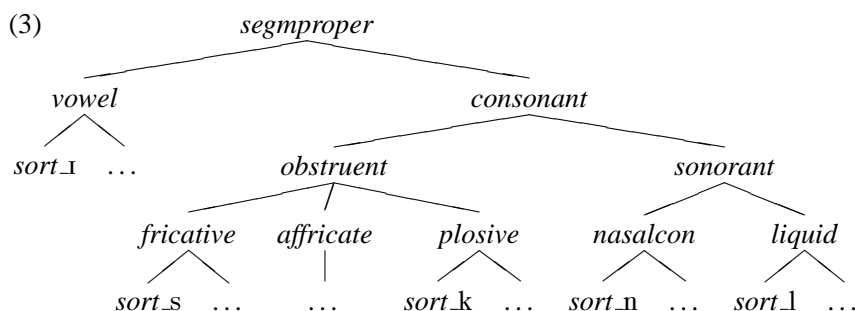 (3) segmproper
vowel consonant
sort_ɪ ... obstruent sonorant
fricative affricate plosive nasalcon liquid
sort_s ... ... sort_k ... sort_n ... sort_l ...